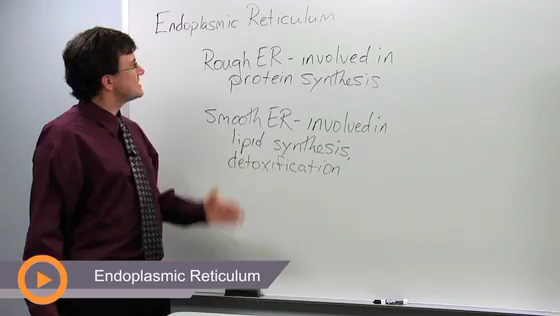 Endoplasmic Reticulum
Rough ER - involved in
protein synthesis
Smooth ER - involved in
lipid synthesis,
detoxification
Endoplasmic Reticulum